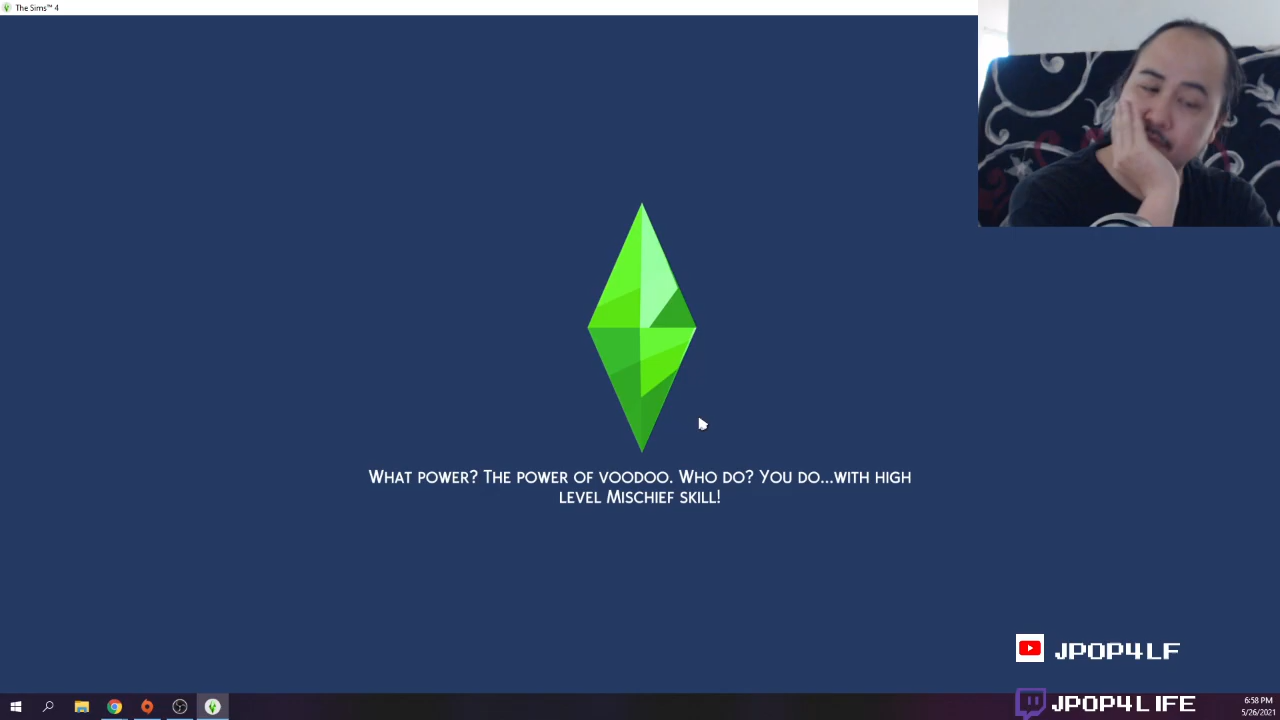 The Sims™ 4
What power? The power of voodoo. Who do? You do...with high
level Mischief skill!
JPOP4LF
JPOP4LIFE
6:58 PM
5/26/2021